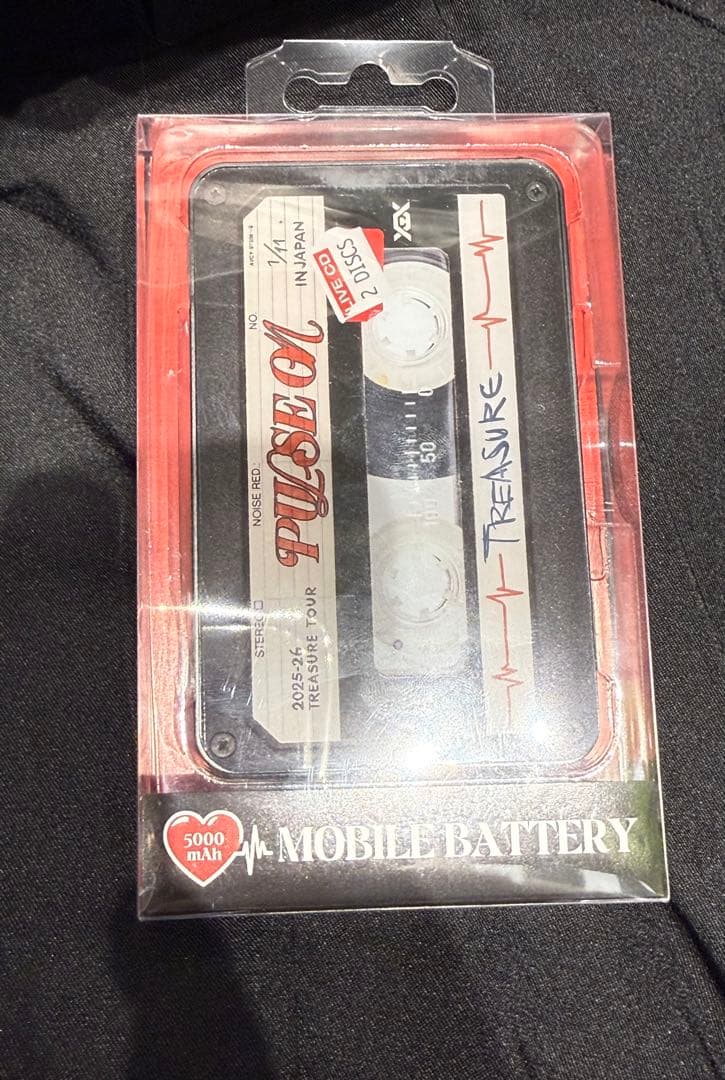 STEREO
NOISE RED.:
NO.
PULSE ON
2025-26
TREASURE TOUR
1/11
IN JAPAN
LIVE CD
2 DISCS
50
0
TREASURE
5000
mAh
MOBILE BATTERY